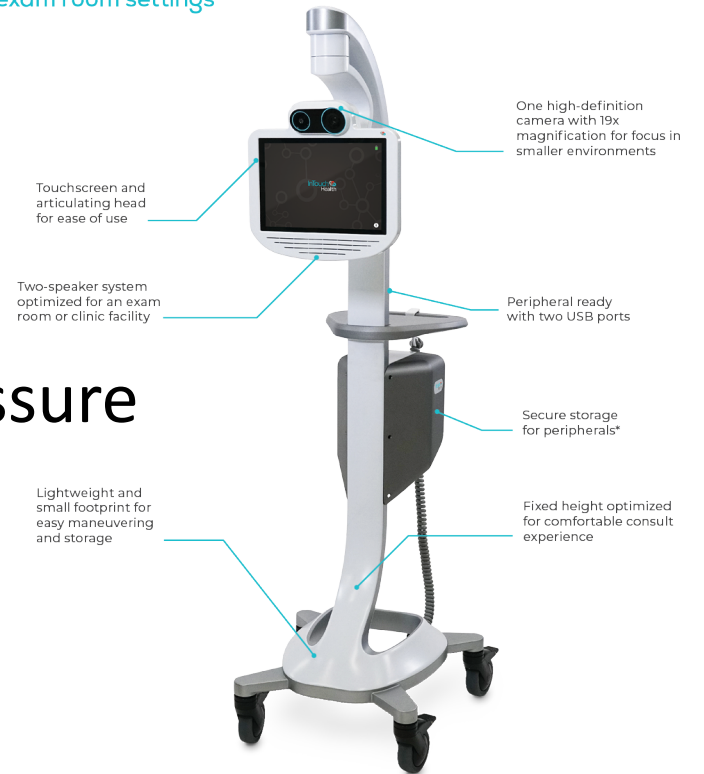 exam room settings
One high-definition
camera with 19x
magnification for focus in
smaller environments
Touchscreen and
articulating head
for ease of use
InTouch
Health
Two-speaker system
optimized for an exam
room or clinic facility
Peripheral ready
with two USB ports
ssure
Secure storage
for peripherals*
Lightweight and
small footprint for
easy maneuvering
and storage
Fixed height optimized
for comfortable consult
experience